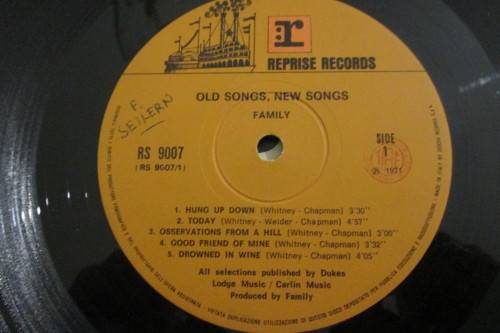 r:
REPRISE RECORDS
OLD SONGS, NEW SONGS
FAMILY
F. SEILERN
RS 9007
(RS 9007/1)
SIDE
1
1971
1. HUNG UP DOWN (Whitney - Chapman) 3'30"
2. TODAY (Whitney - Weider - Chapman) 4'57"
3. OSSERVATIONS FROM A HILL (Whitney - Chapman) 3'00"
4. GOOD FRIEND OF MINE (Whitney - Chapman) 3'32"
5. DROWNED IN WINE (Whitney - Chapman) 4'05"
All selections published by Dukes
Lodge Music / Carlin Music
Produced by Family